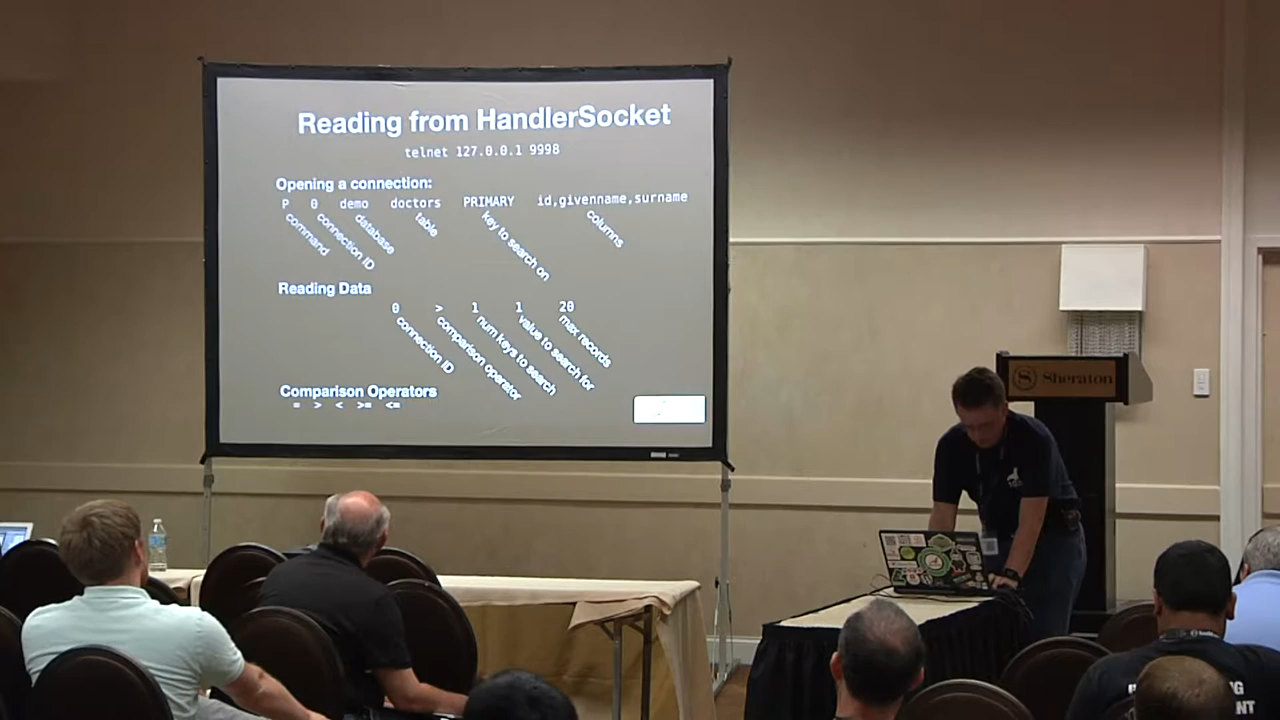 Reading from HandlerSocket
telnet 127.0.0.1 9998
Opening a connection:
P 0 demo doctors PRIMARY id,givenname,surname
command connection ID database table key to search on columns
Reading Data
0 > 1 1 20
connection ID comparison operator num keys to search value to search for max records
Comparison Operators
= > < >= <=
Sheraton